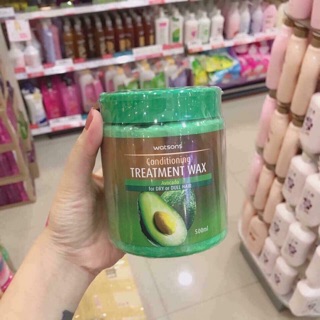 watsons
Conditioning
TREATMENT WAX
Avocado
for DRY or DULL HAIR
500ml